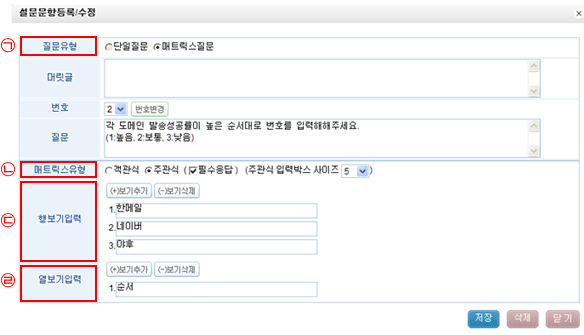 설문문항등록/수정
㉠ 질문유형 단일질문 매트릭스질문
머릿글
번호 2 번호변경
질문 각 도메인 발송성공률이 높은 순서대로 번호를 입력해해주세요.
(1:높음, 2:보통, 3:낮음)
㉡ 매트릭스유형 객관식 주관식 ( 필수응답 ) (주관식 입력박스 사이즈 5 )
(+)보기추가 (-)보기삭제
㉢ 행보기입력
1.한메일
2.네이버
3.야후
(+)보기추가 (-)보기삭제
㉣ 열보기입력
1.순서
저장 삭제 닫기